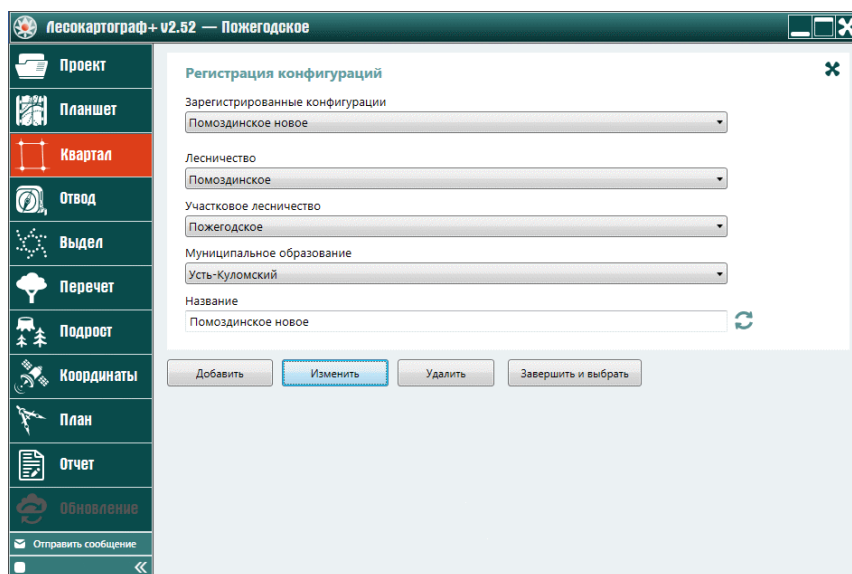 Лесокартограф+ v2.52 — Пожегодское
Проект
Планшет
Квартал
Отвод
Выдел
Перечет
Подрост
Координаты
План
Отчет
Обновление
Отправить сообщение
Регистрация конфигураций
Зарегистрированные конфигурации
Помоздинское новое
Лесничество
Помоздинское
Участковое лесничество
Пожегодское
Муниципальное образование
Усть-Куломский
Название
Помоздинское новое
Добавить
Изменить
Удалить
Завершить и выбрать